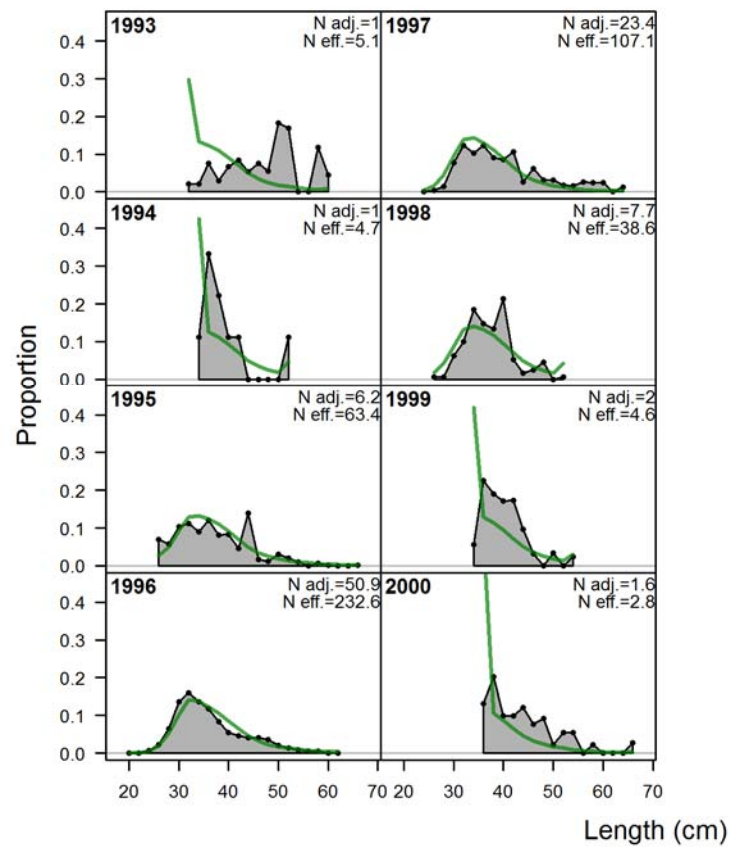 1993
N adj.=1
N eff.=5.1
1997
N adj.=23.4
N eff.=107.1
0.4
0.3
0.2
0.1
0.0
1994
N adj.=1
N eff.=4.7
1998
N adj.=7.7
N eff.=38.6
0.4
0.3
0.2
0.1
0.0
1995
N adj.=6.2
N eff.=63.4
1999
N adj.=2
N eff.=4.6
0.4
0.3
0.2
0.1
0.0
1996
N adj.=50.9
N eff.=232.6
2000
N adj.=1.6
N eff.=2.8
0.4
0.3
0.2
0.1
0.0
Proportion
20 30 40 50 60 70 20 30 40 50 60 70
Length (cm)